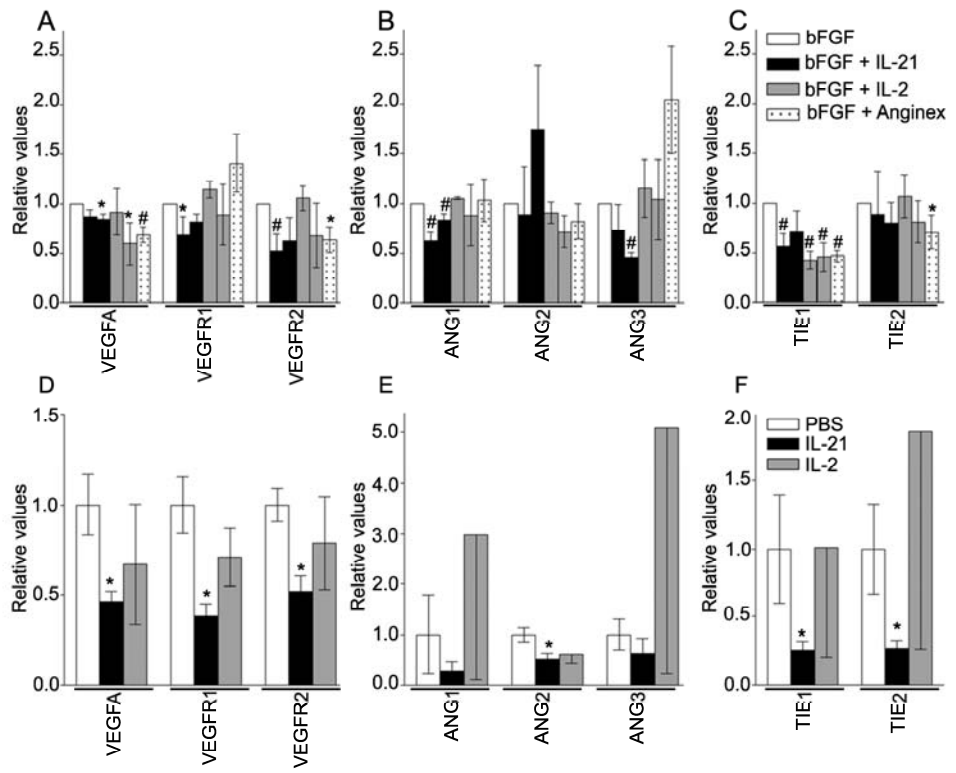 A
B
C
bFGF
bFGF + IL-21
bFGF + IL-2
bFGF + Anginex
Relative values
2.5
2.0
1.5
1.0
0.5
0.0
* * * #
*
# *
VEGFA
VEGFR1
VEGFR2
Relative values
2.5
2.0
1.5
1.0
0.5
0.0
# #
#
ANG1
ANG2
ANG3
Relative values
2.5
2.0
1.5
1.0
0.5
0.0
# # # #
*
TIE1
TIE2
D
E
F
PBS
IL-21
IL-2
Relative values
1.5
1.0
0.5
0.0
*
*
*
VEGFA
VEGFR1
VEGFR2
Relative values
5.0
4.0
3.0
2.0
1.0
0.0
*
ANG1
ANG2
ANG3
Relative values
2.0
1.5
1.0
0.5
0.0
*
*
TIE1
TIE2